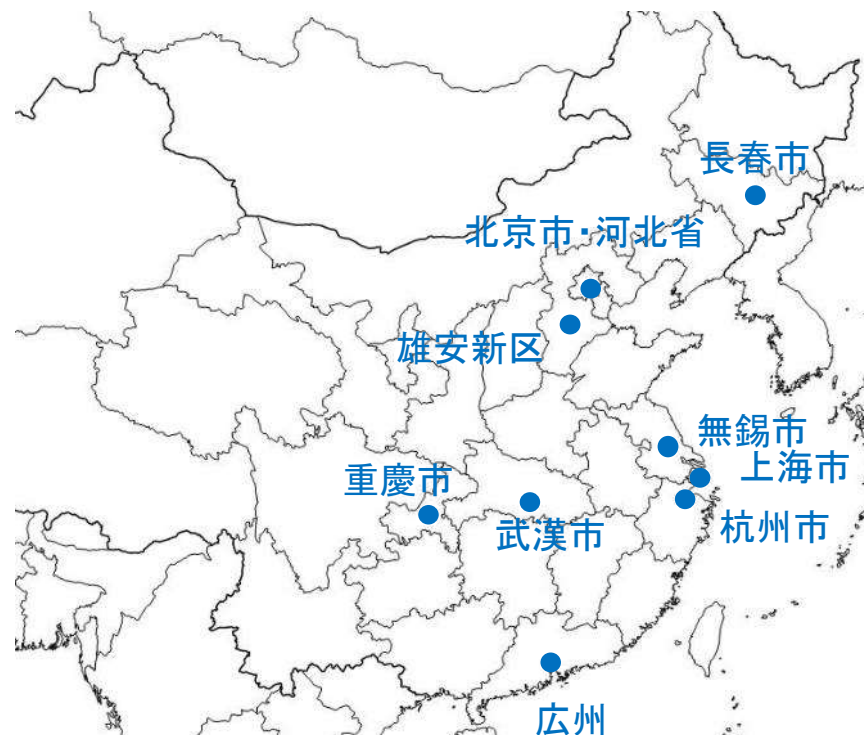 長春市
北京市・河北省
雄安新区
無錫市
上海市
重慶市
杭州市
武漢市
広州